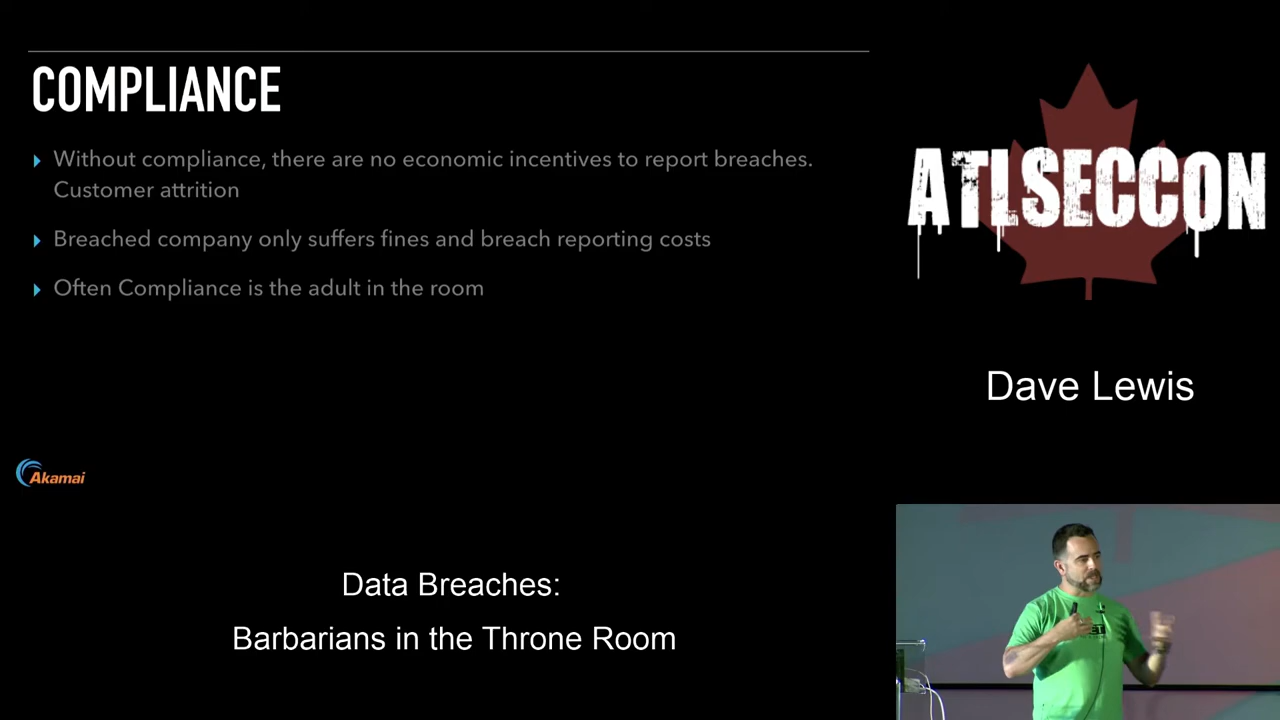 COMPLIANCE
Without compliance, there are no economic incentives to report breaches.
Customer attrition
Breached company only suffers fines and breach reporting costs
Often Compliance is the adult in the room
Akamai
ATLSECCON
Dave Lewis
Data Breaches:
Barbarians in the Throne Room